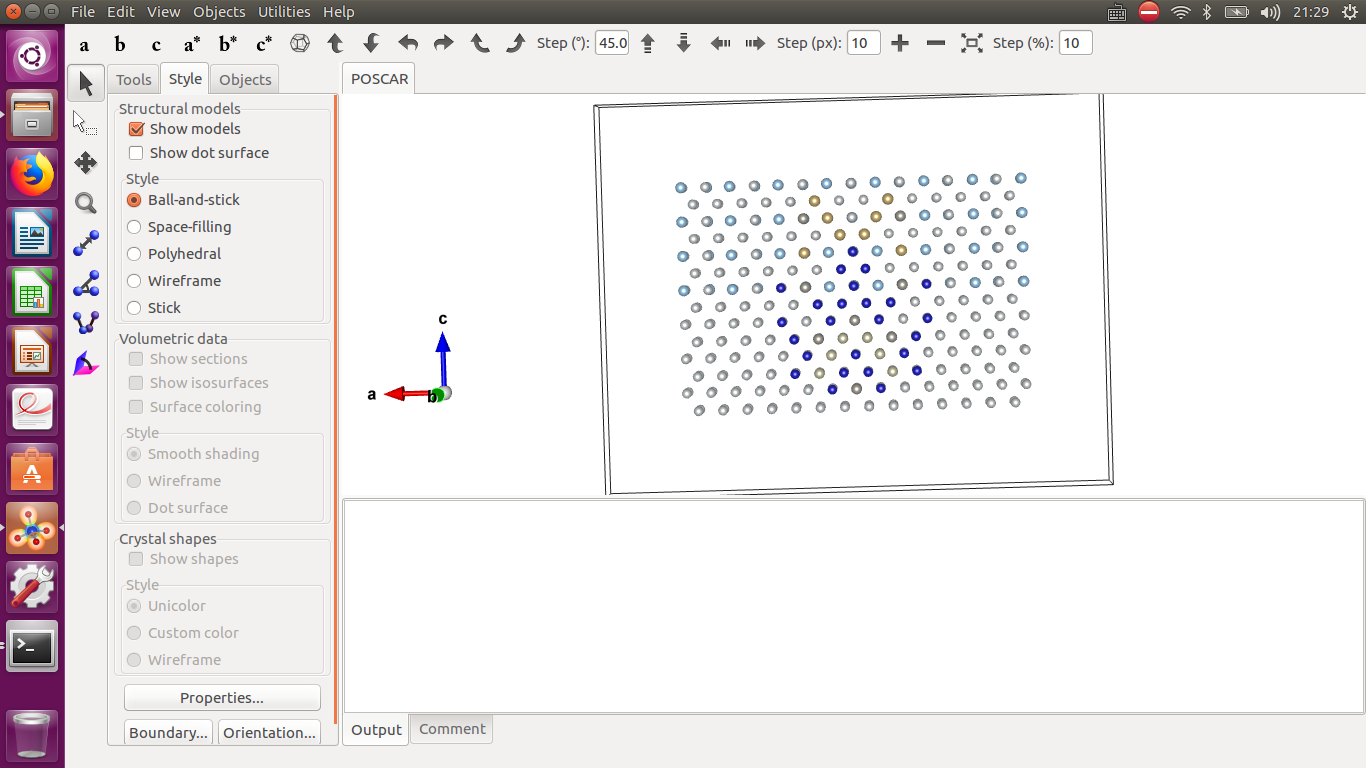 File Edit View Objects Utilities Help 21:29
a b c a* b* c* Step (°): 45.0 Step (px): 10 Step (%): 10
Tools Style Objects POSCAR
Structural models
Show models
Show dot surface
Style
Ball-and-stick
Space-filling
Polyhedral
Wireframe
Stick
Volumetric data
Show sections
Show isosurfaces
Surface coloring
Style
Smooth shading
Wireframe
Dot surface
Crystal shapes
Show shapes
Style
Unicolor
Custom color
Wireframe
Properties...
Boundary... Orientation...
c
a b
Output Comment